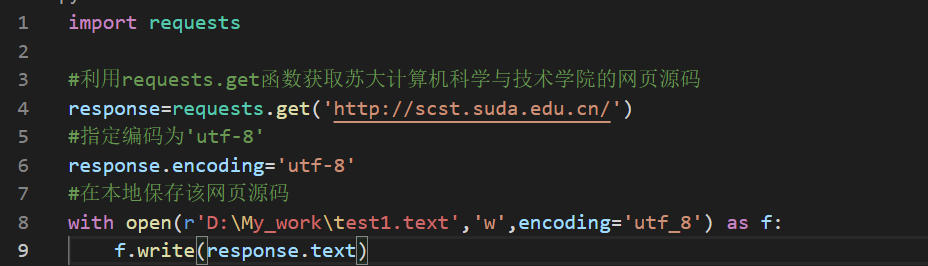 1 import requests
2
3 #利用requests.get函数获取苏大计算机科学与技术学院的网页源码
4 response=requests.get('http://scst.suda.edu.cn/')
5 #指定编码为'utf-8'
6 response.encoding='utf-8'
7 #在本地保存该网页源码
8 with open(r'D:\My_work\test1.text','w',encoding='utf_8') as f:
9     f.write(response.text)